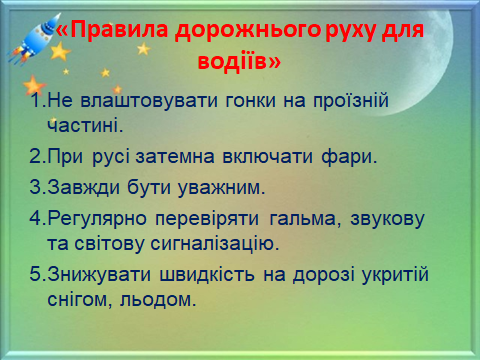 «Правила дорожнього руху для
водіїв»
1.Не влаштовувати гонки на проїзній
частині.
2.При русі затемна включати фари.
3.Завжди бути уважним.
4.Регулярно перевіряти гальма, звукову
та світову сигналізацію.
5.Знижувати швидкість на дорозі укритій
снігом, льодом.